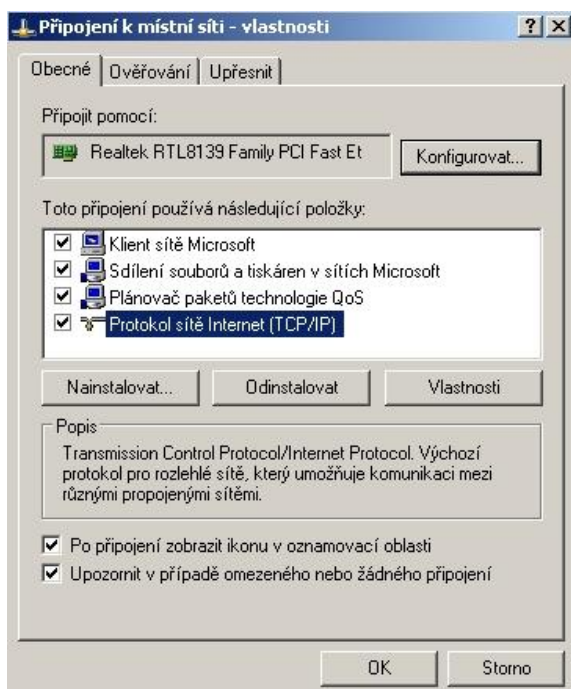 Připojení k místní síti - vlastnosti
Obecné Ověřování Upřesnit
Připojit pomocí:
Realtek RTL8139 Family PCI Fast Et
Konfigurovat...
Toto připojení používá následující položky:
Klient sítě Microsoft
Sdílení souborů a tiskáren v sítích Microsoft
Plánovač paketů technologie QoS
Protokol sítě Internet (TCP/IP)
Nainstalovat... Odinstalovat Vlastnosti
Popis
Transmission Control Protocol/Internet Protocol. Výchozí
protokol pro rozlehlé sítě, který umožňuje komunikaci mezi
různými propojenými sítěmi.
Po připojení zobrazit ikonu v oznamovací oblasti
Upozornit v případě omezeného nebo žádného připojení
OK Storno